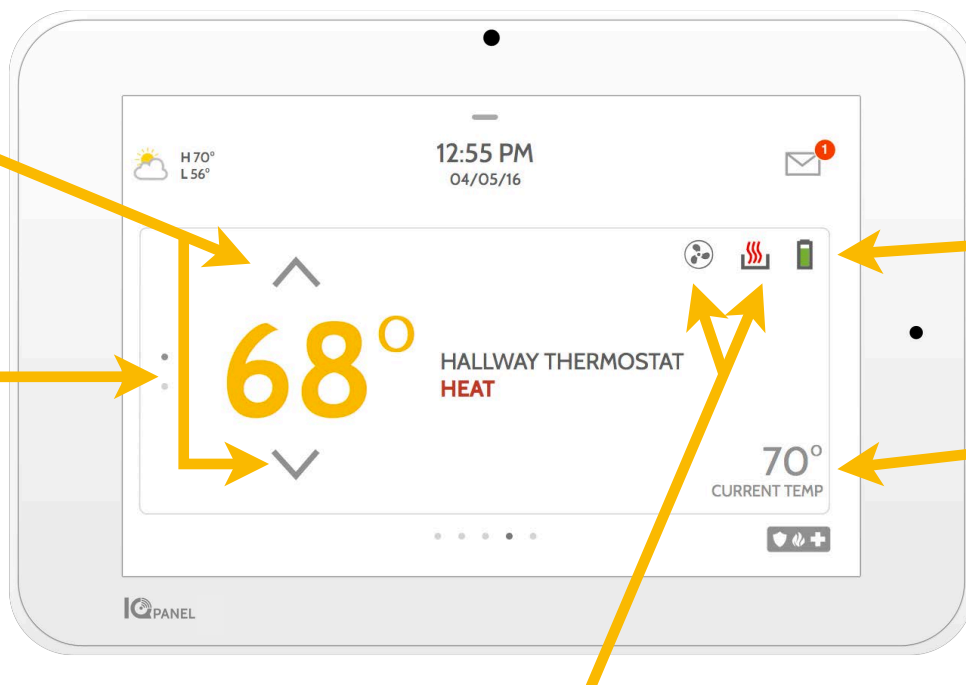 12:55 PM
04/05/16
H 70°
L 56°
1
68°
HALLWAY THERMOSTAT
HEAT
70°
CURRENT TEMP
IQ PANEL